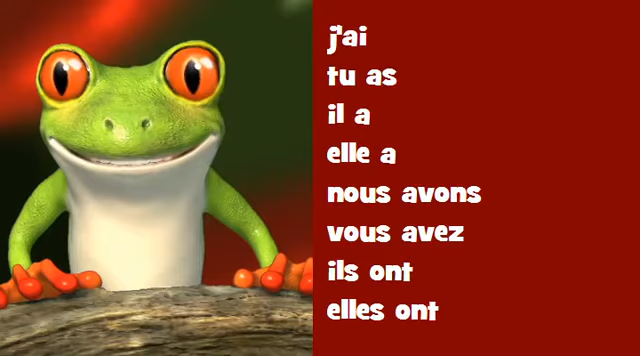 j'ai
tu as
il a
elle a
nous avons
vous avez
ils ont
elles ont